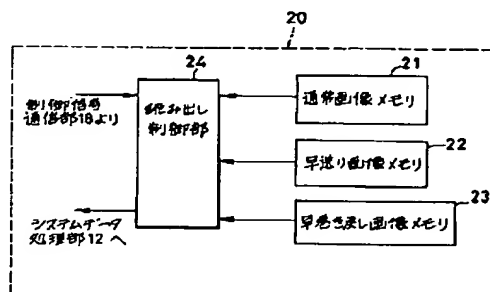 20
24
21
制御信号
通信部18より
読み出し
制御部
通常画像メモリ
22
早送り画像メモリ
23
早巻き戻し画像メモリ
システムデータ
処理部12へ